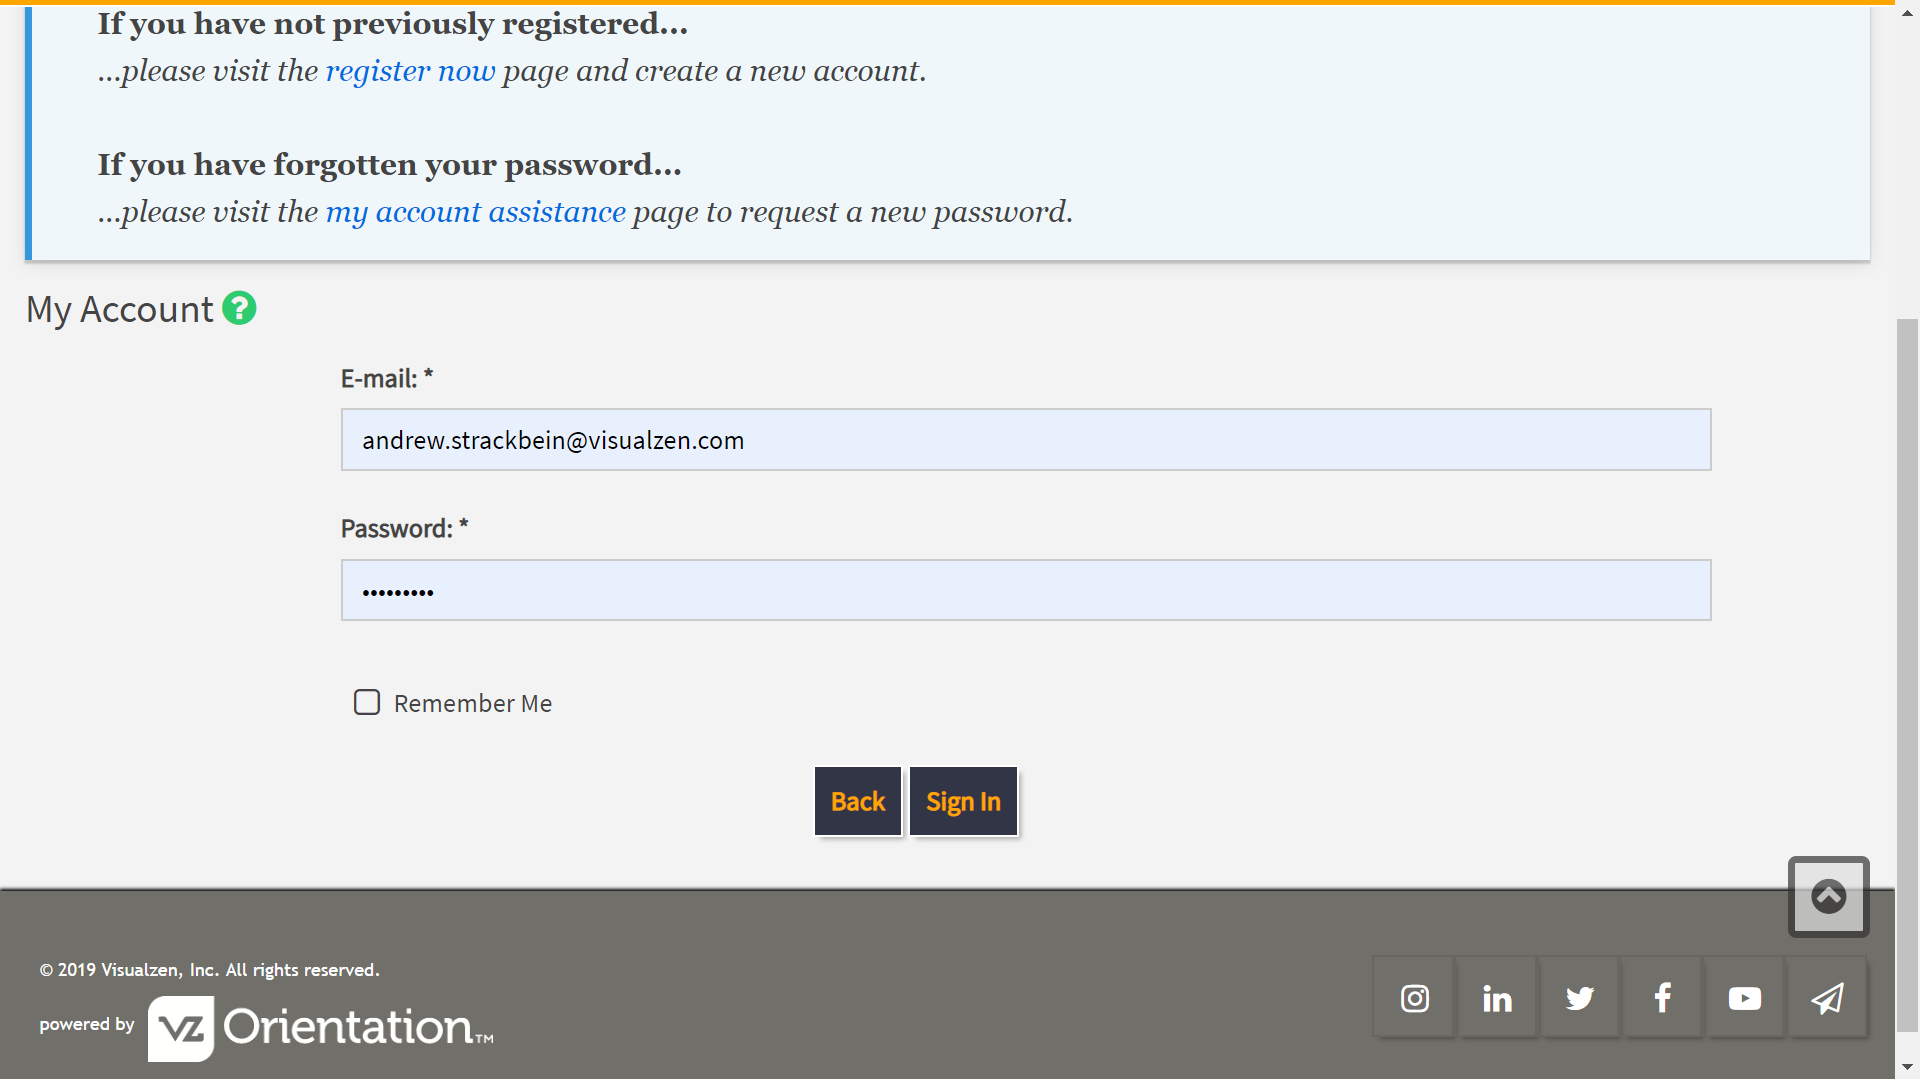 If you have not previously registered...
...please visit the register now page and create a new account.
If you have forgotten your password...
...please visit the my account assistance page to request a new password.
My Account ?
E-mail: *
andrew.strackbein@visualzen.com
Password: *
•••••••••
Remember Me
Back Sign In
© 2019 Visualzen, Inc. All rights reserved.
powered by VZ Orientation™